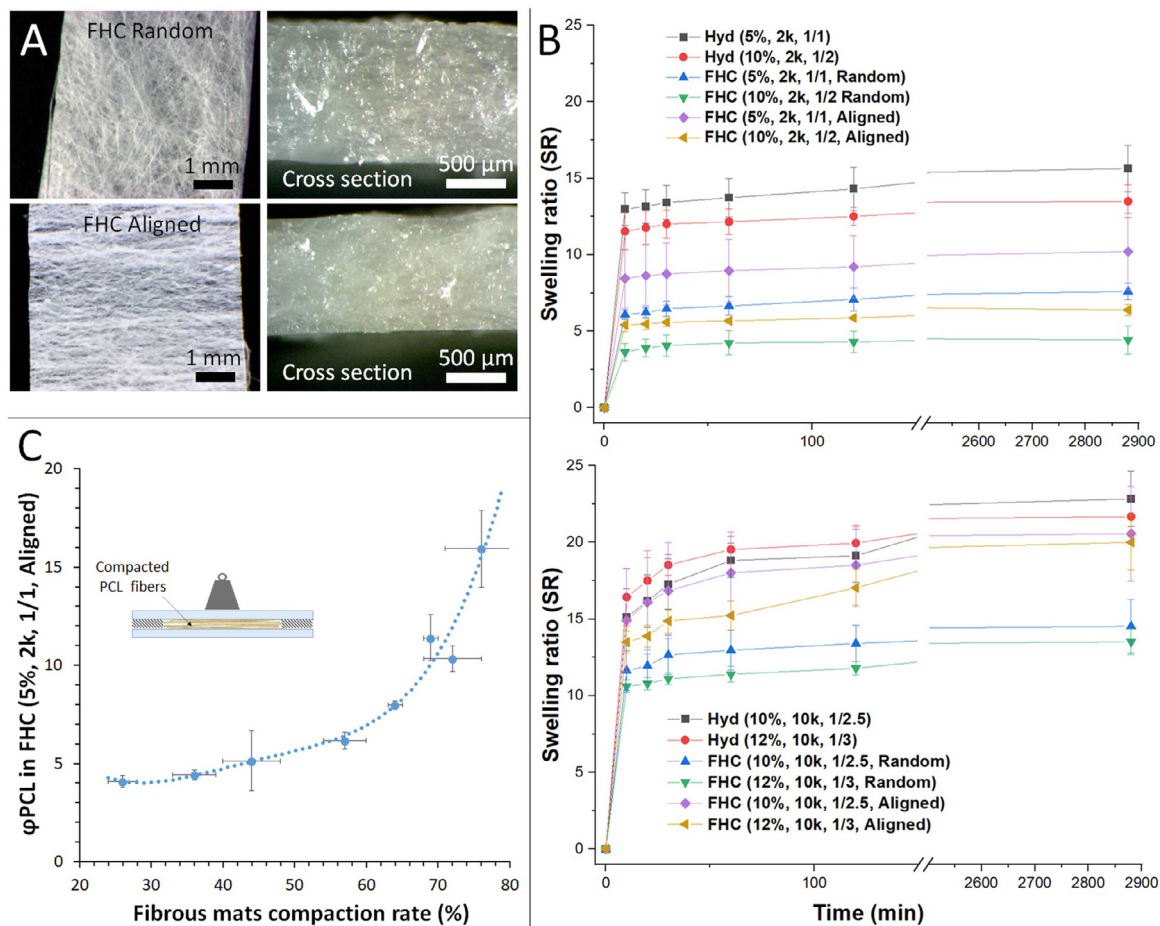 A
FHC Random
1 mm
500 µm
Cross section
FHC Aligned
1 mm
500 µm
Cross section
B
Swelling ratio (SR)
25
20
15
10
5
0
Hyd (5%, 2k, 1/1)
Hyd (10%, 2k, 1/2)
FHC (5%, 2k, 1/1, Random)
FHC (10%, 2k, 1/2 Random)
FHC (5%, 2k, 1/1, Aligned)
FHC (10%, 2k, 1/2, Aligned)
0 100 2600 2700 2800 2900
Swelling ratio (SR)
25
20
15
10
5
0
Hyd (10%, 10k, 1/2.5)
Hyd (12%, 10k, 1/3)
FHC (10%, 10k, 1/2.5, Random)
FHC (12%, 10k, 1/3, Random)
FHC (10%, 10k, 1/2.5, Aligned)
FHC (12%, 10k, 1/3, Aligned)
0 100 2600 2700 2800 2900
Time (min)
C
φPCL in FHC (5%, 2k, 1/1, Aligned)
20
15
10
5
0
Compacted
PCL fibers
20 30 40 50 60 70 80
Fibrous mats compaction rate (%)